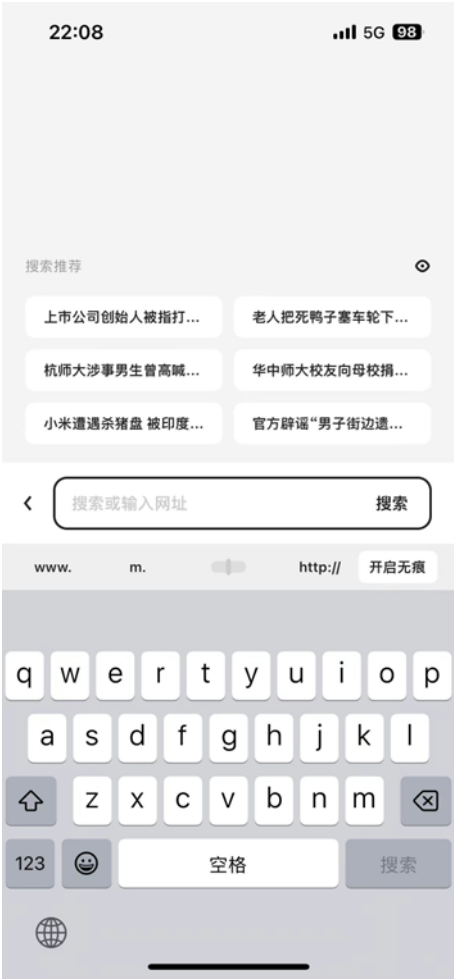 22:08 5G 98
搜索推荐
上市公司创始人被指打... 老人把死鸭子塞车轮下...
杭师大涉事男生曾高喊... 华中师大校友向母校捐...
小米遭遇杀猪盘 被印度... 官方辟谣“男子街边遗...
搜索或输入网址 搜索
www. m. http:// 开启无痕
q w e r t y u i o p
a s d f g h j k l
z x c v b n m
123 空格 搜索